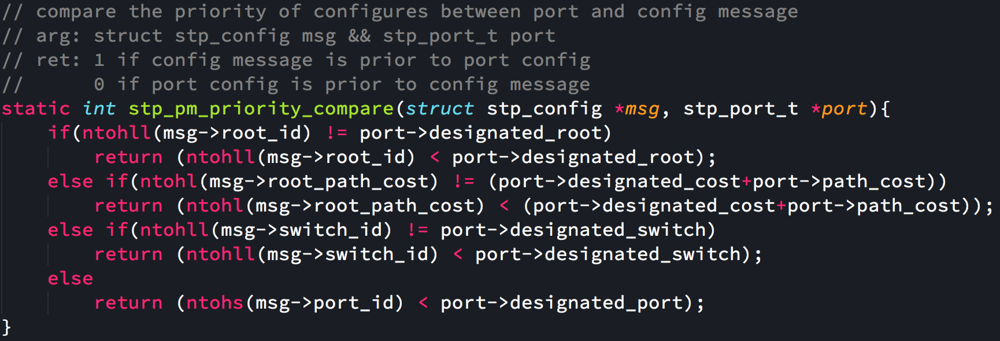 // compare the priority of configures between port and config message
// arg: struct stp_config msg && stp_port_t port
// ret: 1 if config message is prior to port config
//      0 if port config is prior to config message
static int stp_pm_priority_compare(struct stp_config *msg, stp_port_t *port){
    if(ntohll(msg->root_id) != port->designated_root)
        return (ntohll(msg->root_id) < port->designated_root);
    else if(ntohl(msg->root_path_cost) != (port->designated_cost+port->path_cost))
        return (ntohl(msg->root_path_cost) < (port->designated_cost+port->path_cost));
    else if(ntohll(msg->switch_id) != port->designated_switch)
        return (ntohll(msg->switch_id) < port->designated_switch);
    else
        return (ntohs(msg->port_id) < port->designated_port);
}